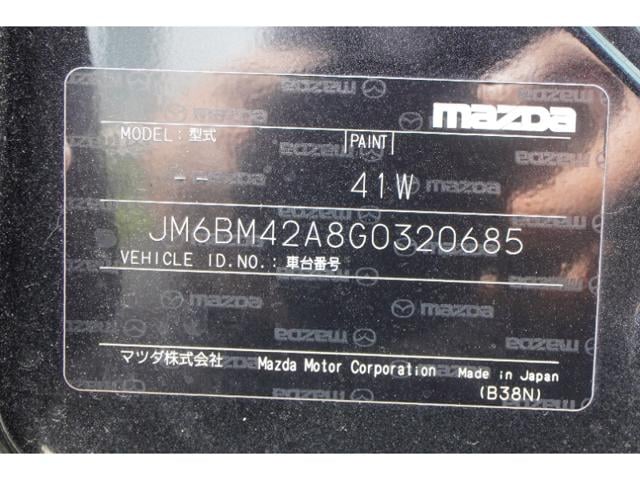 mazda
MODEL:型式 PAINT
-- 41W
JM6BM42A8G0320685
VEHICLE ID.NO.:車台番号
マツダ株式会社 Mazda Motor Corporation Made in Japan
(B38N)